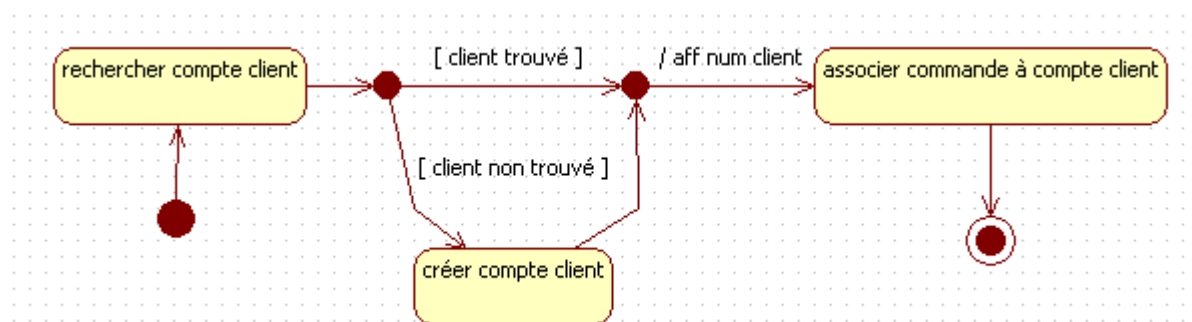 [ client trouvé ]
/ aff num client
rechercher compte client
associer commande à compte client
[ client non trouvé ]
créer compte client